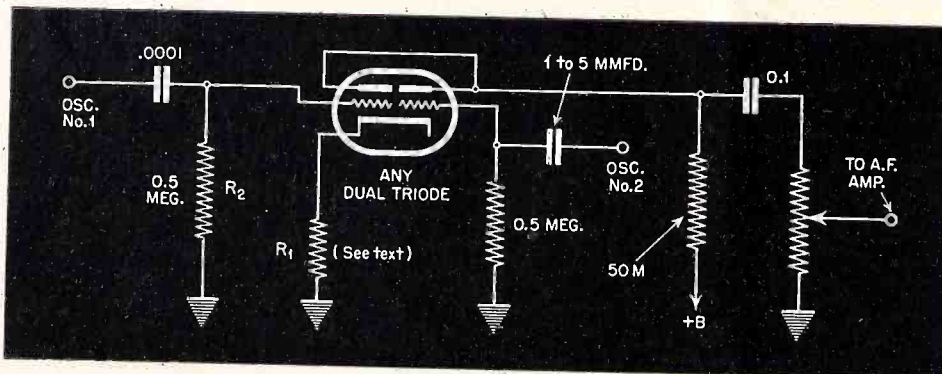 .0001
OSC.
No.1
0.5
MEG.
R2
ANY
DUAL TRIODE
R1
(See text)
1 to 5 MMFD.
OSC.
No.2
0.5 MEG.
50 M
+B
0.1
TO A.F.
AMP.